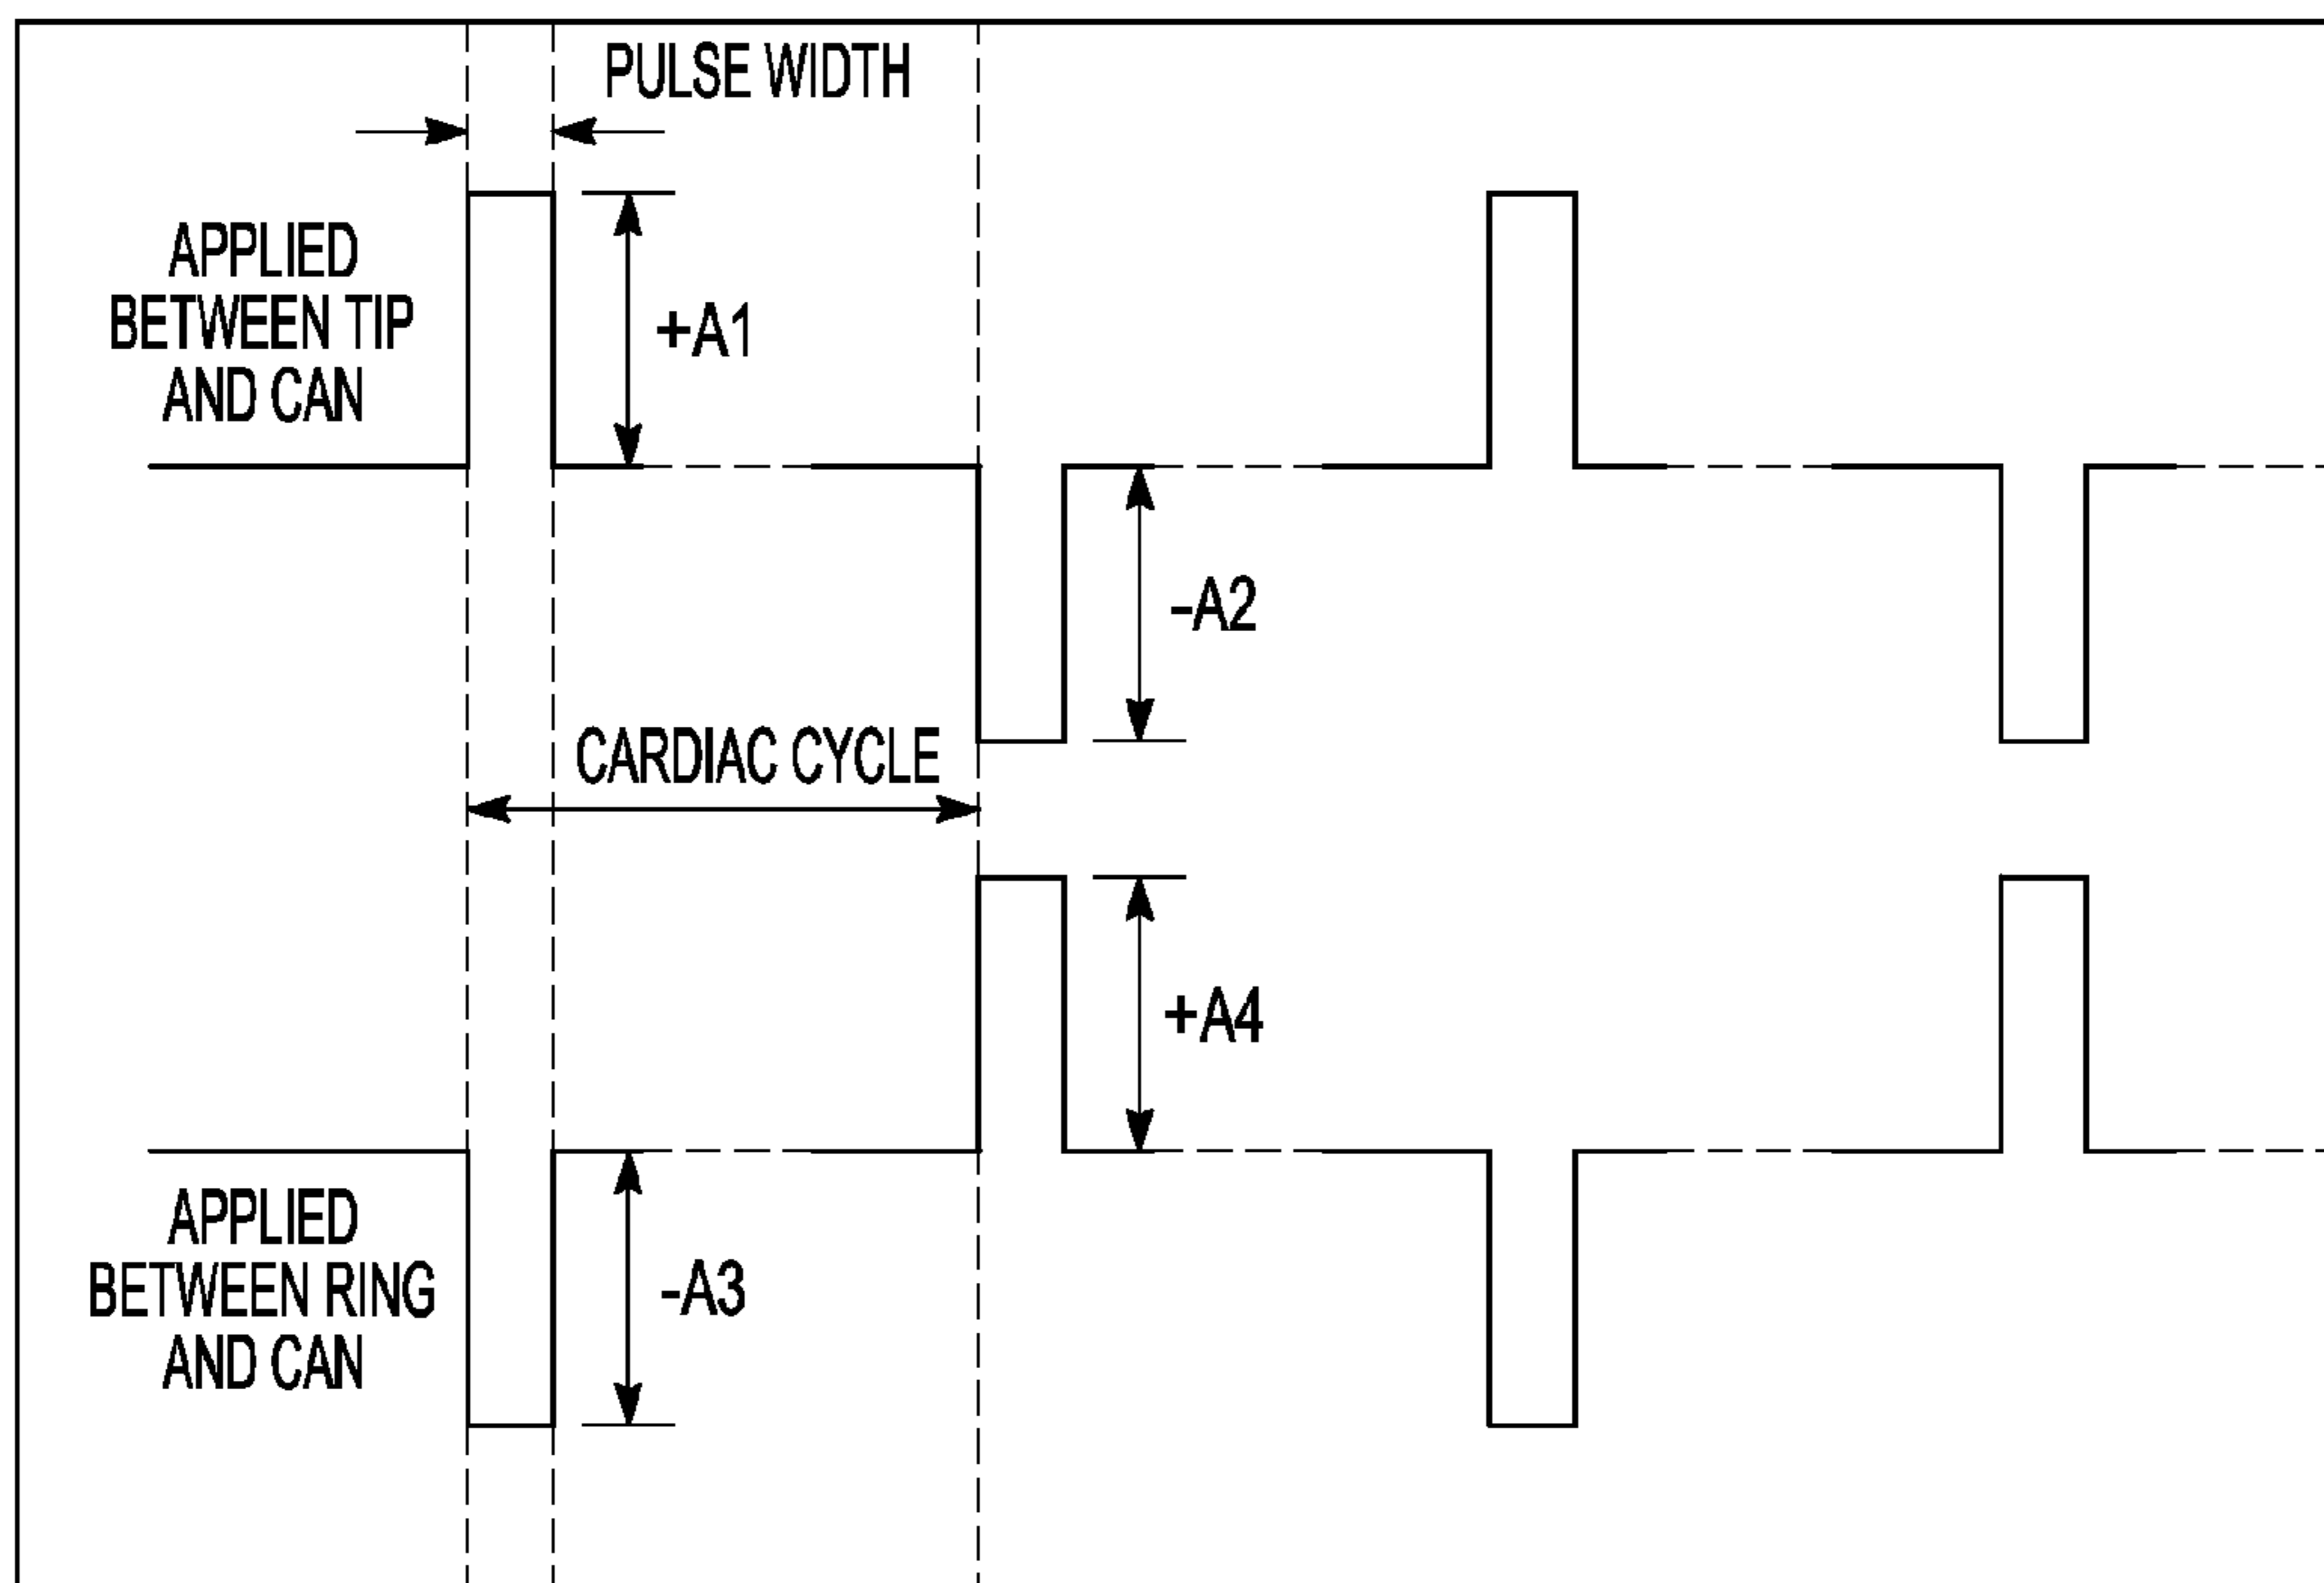 PULSE WIDTH
APPLIED
BETWEEN TIP
AND CAN
+A1
-A2
CARDIAC CYCLE
+A4
APPLIED
BETWEEN RING
AND CAN
-A3